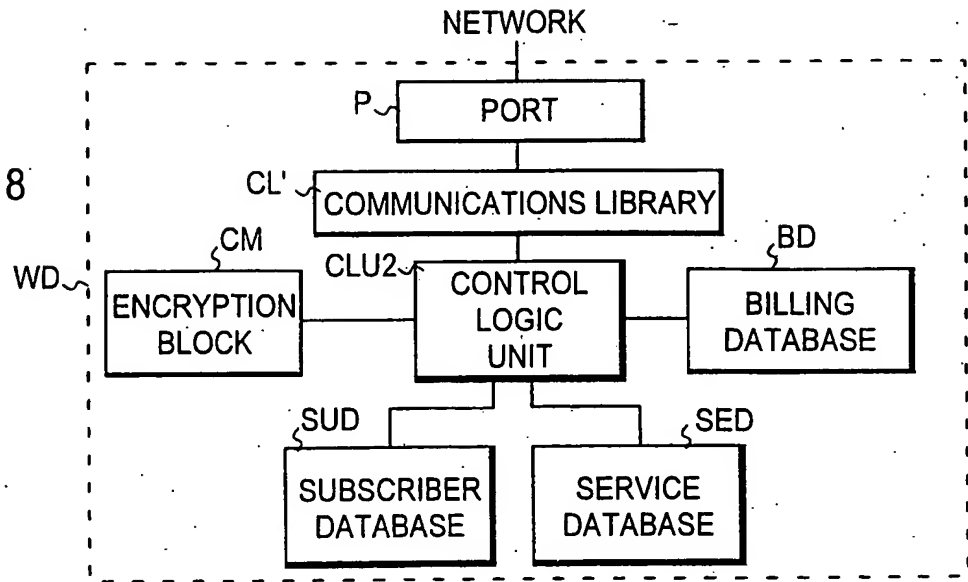 NETWORK
P
PORT
8
CL'
COMMUNICATIONS LIBRARY
CM
CLU2
BD
WD
ENCRYPTION
BLOCK
CONTROL
LOGIC
UNIT
BILLING
DATABASE
SUD
SED
SUBSCRIBER
DATABASE
SERVICE
DATABASE